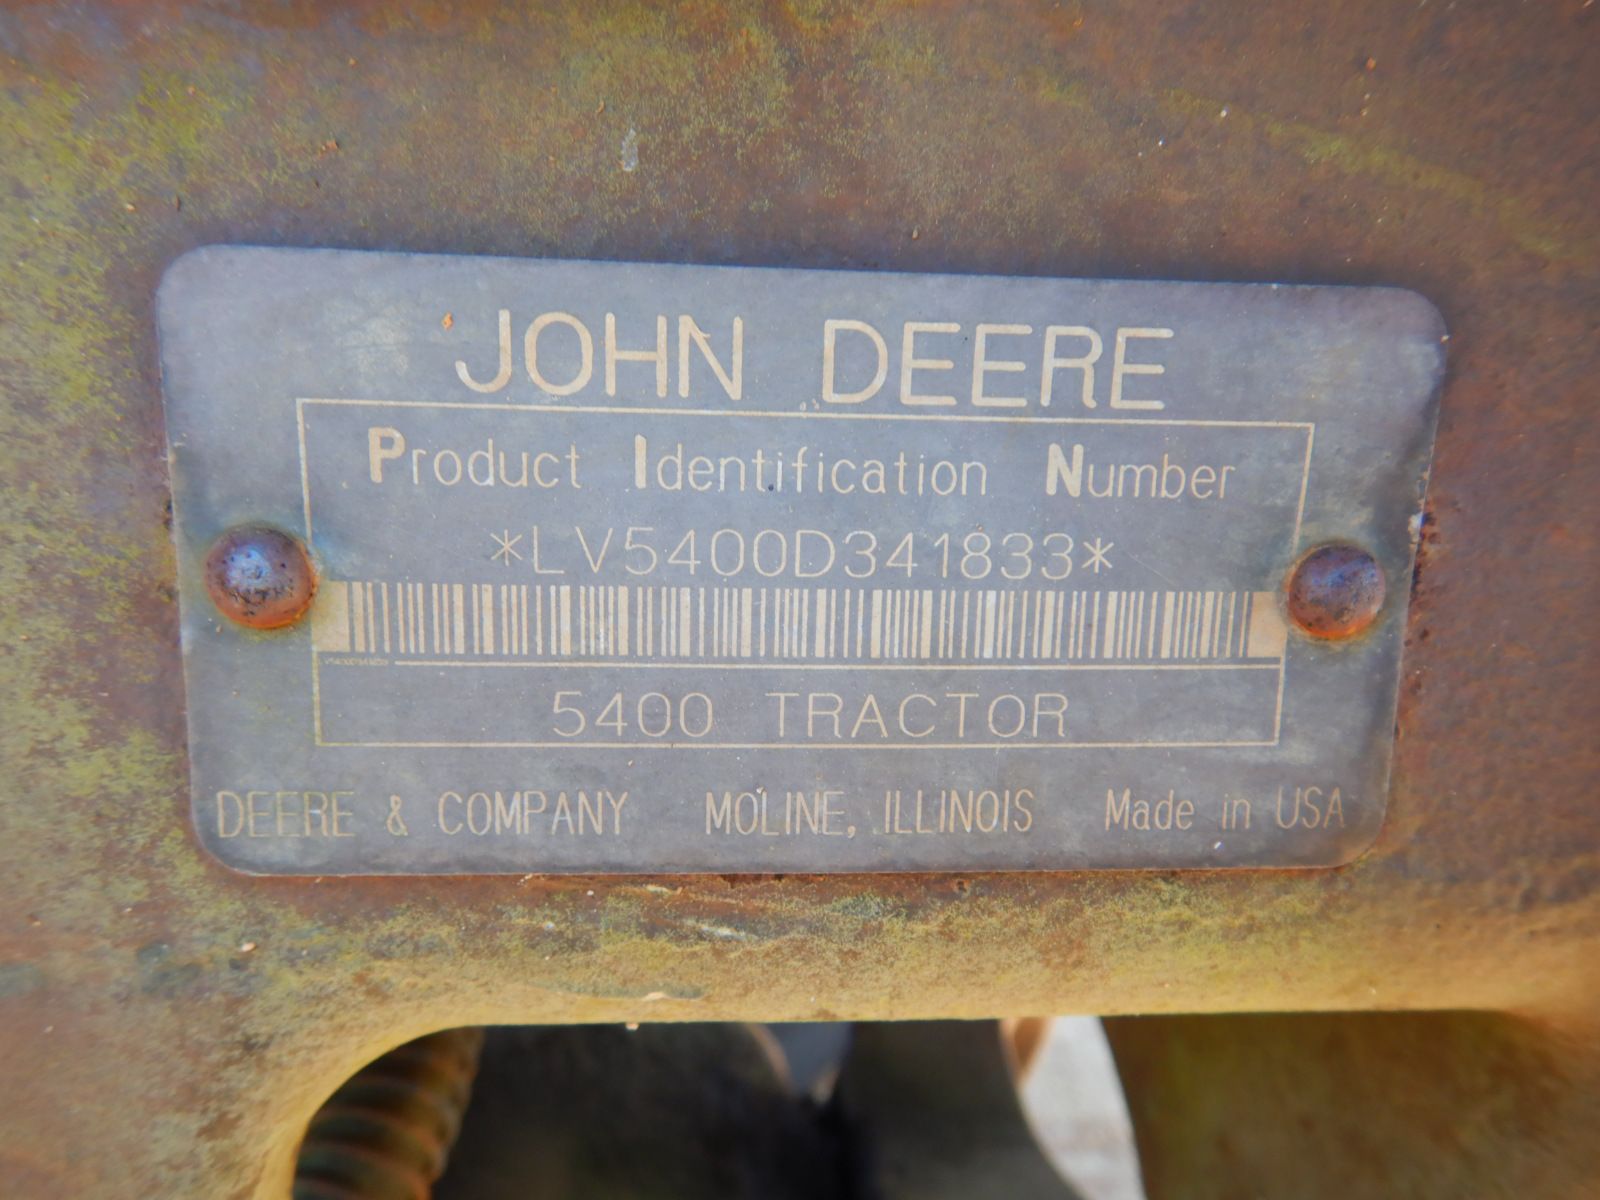 JOHN DEERE
Product Identification Number
*LV5400D341833*
5400 TRACTOR
DEERE & COMPANY MOLINE, ILLINOIS Made in USA